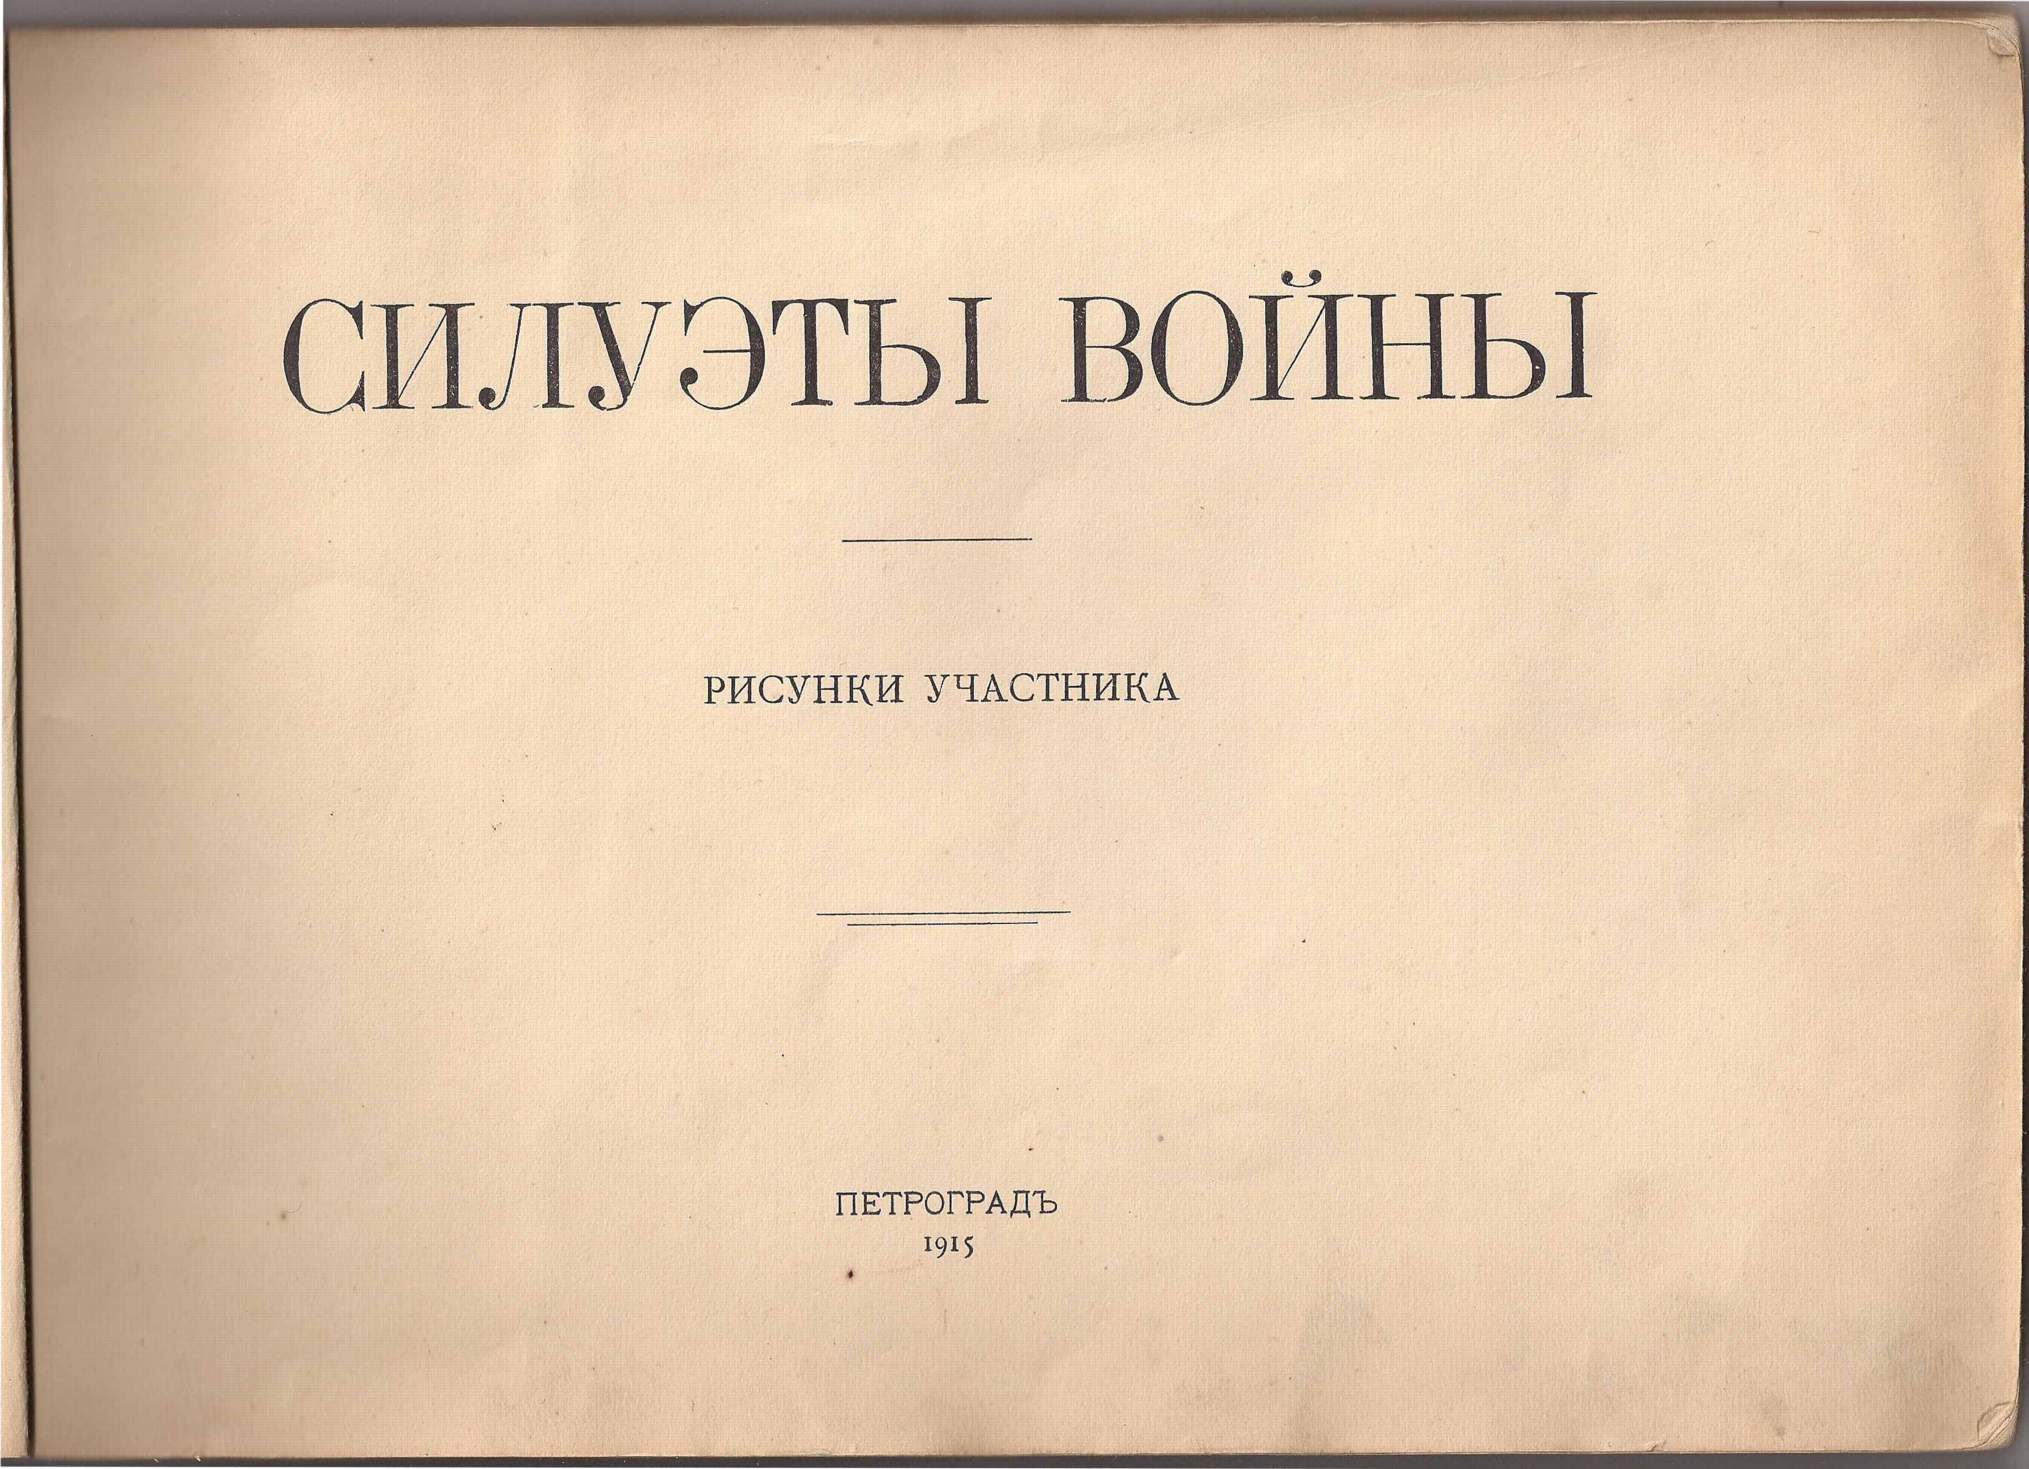 СИЛУЭТЫ ВОЙНЫ
РИСУНКИ УЧАСТНИКА
ПЕТРОГРАДЪ
1915